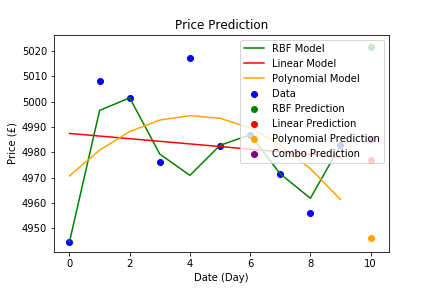 Price Prediction
Price (£)
5020
5010
5000
4990
4980
4970
4960
4950
RBF Model
Linear Model
Polynomial Model
Data
RBF Prediction
Linear Prediction
Polynomial Prediction
Combo Prediction
0 2 4 6 8 10
Date (Day)